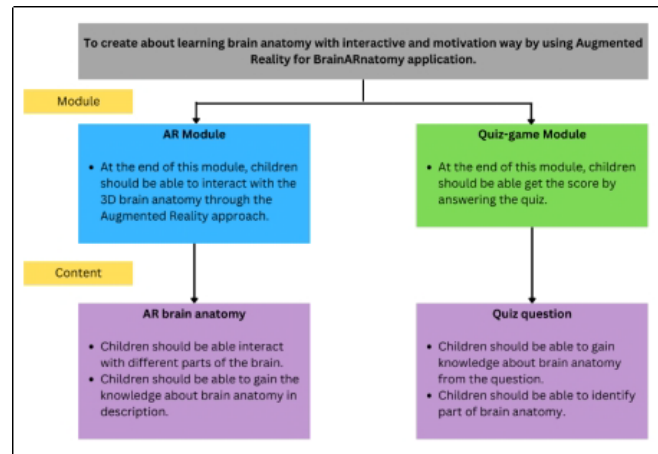 To create about learning brain anatomy with interactive and motivation way by using Augmented
Reality for BrainARnatomy application.
Module
AR Module
• At the end of this module, children
should be able to interact with the
3D brain anatomy through the
Augmented Reality approach.
Quiz-game Module
• At the end of this module, children
should be able get the score by
answering the quiz.
Content
AR brain anatomy
• Children should be able interact
with different parts of the brain.
• Children should be able to gain the
knowledge about brain anatomy in
description.
Quiz question
• Children should be able to gain
knowledge about brain anatomy
from the question.
• Children should be able to identify
part of brain anatomy.